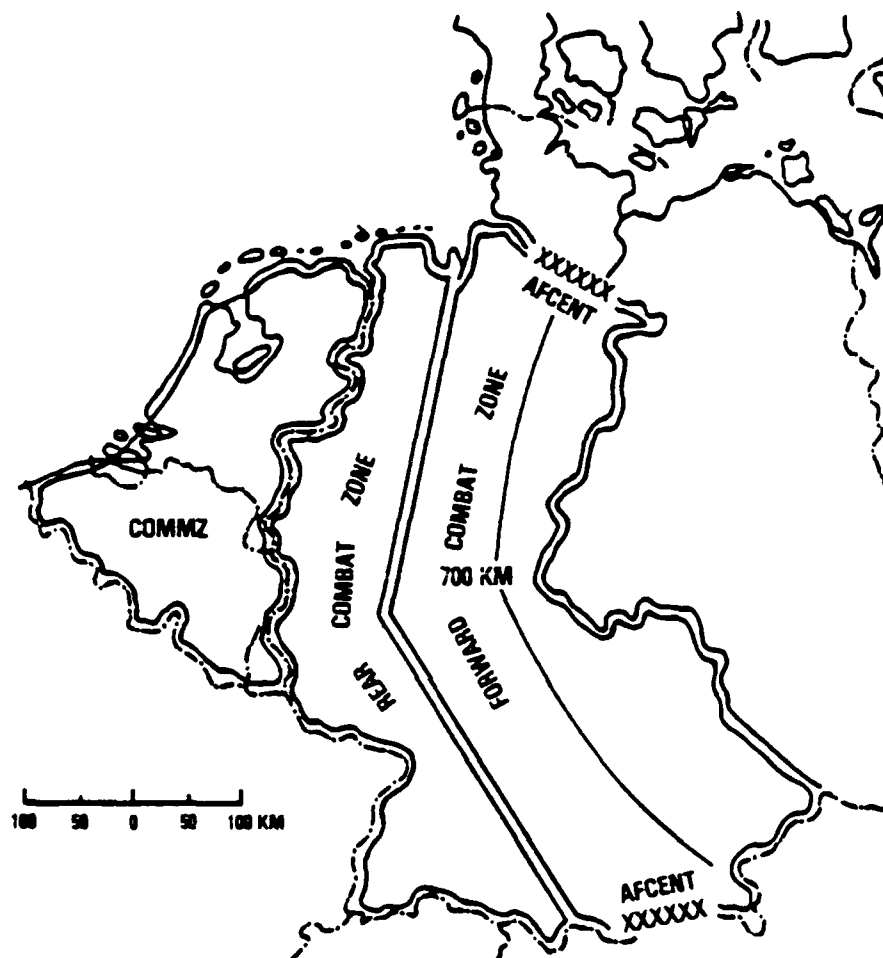 XXXXXX
AFCENT
FORWARD COMBAT ZONE
REAR COMBAT ZONE
COMMZ
700 KM
100 50 0 50 100 KM
AFCENT
XXXXXX